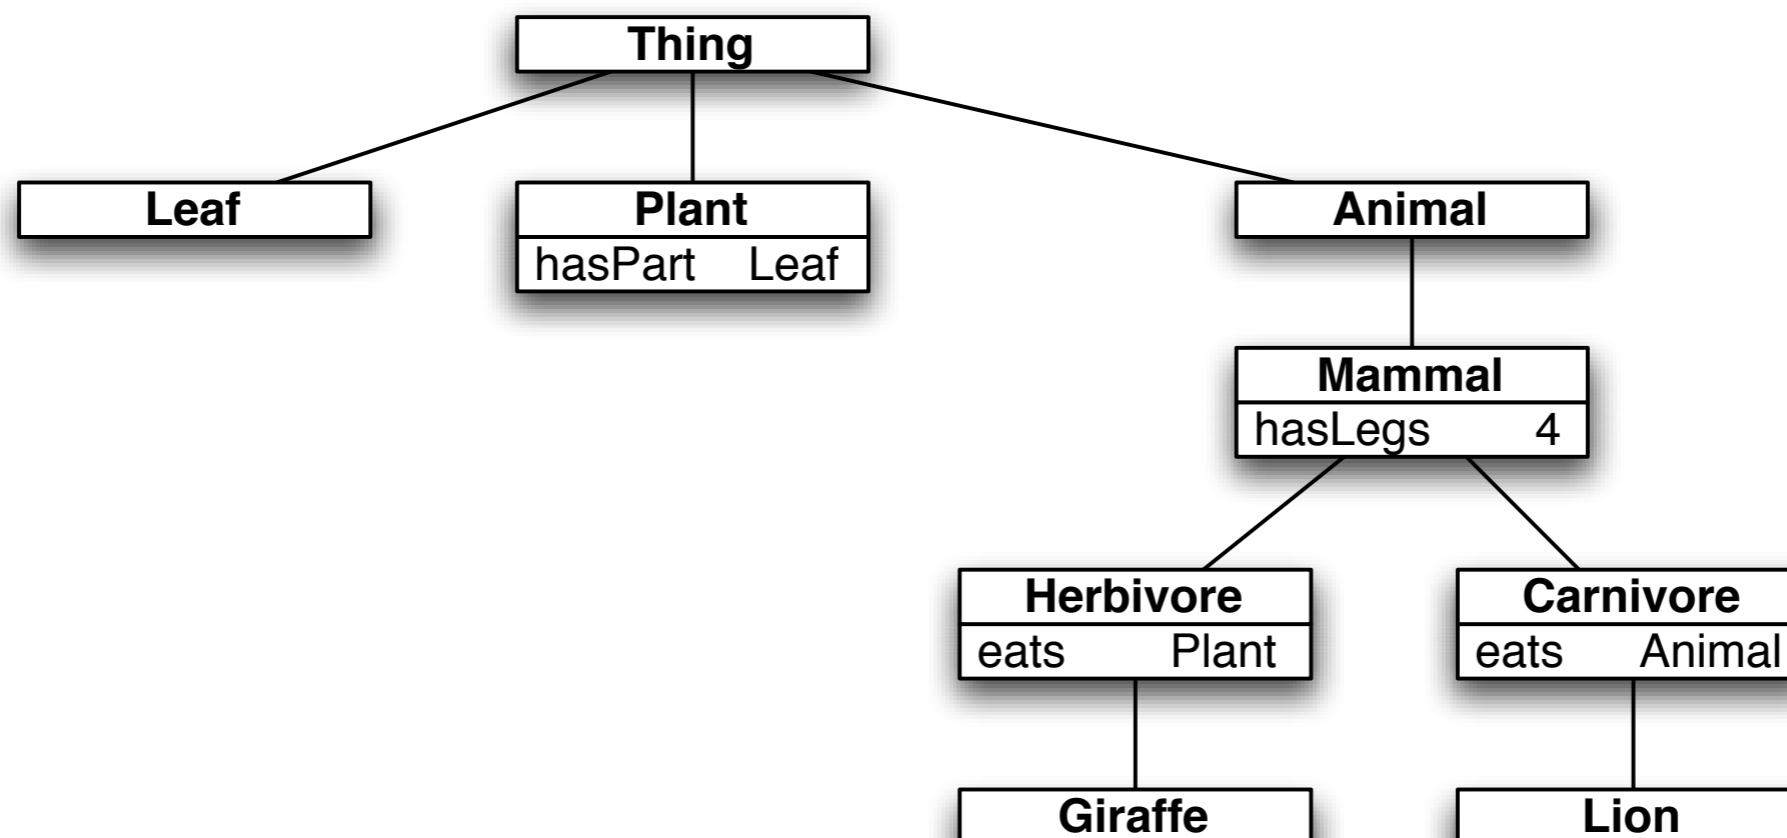 Thing
Leaf
Plant
hasPart Leaf
Animal
Mammal
hasLegs 4
Herbivore
eats Plant
Carnivore
eats Animal
Giraffe
Lion